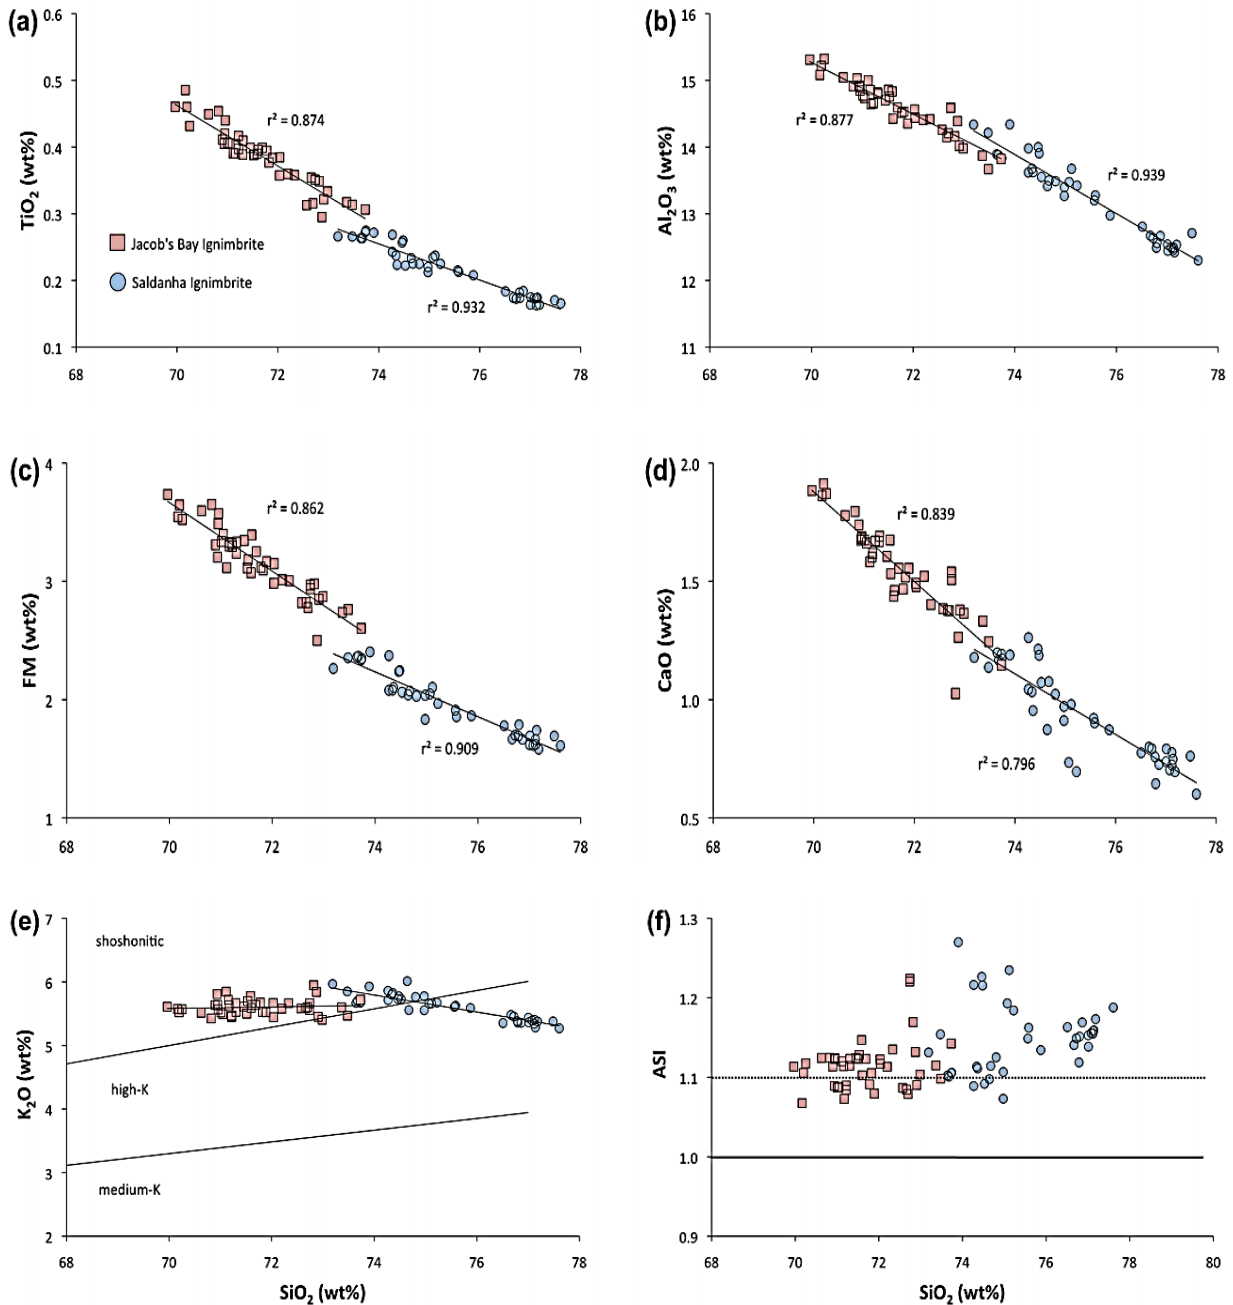 (a)
0.6
0.5
0.4
0.3
0.2
0.1
TiO₂ (wt%)
r² = 0.874
Jacob's Bay Ignimbrite
Saldanha Ignimbrite
r² = 0.932
68 70 72 74 76 78
(b)
16
15
14
13
12
11
Al₂O₃ (wt%)
r² = 0.877
r² = 0.939
68 70 72 74 76 78
(c)
4
3
2
1
FM (wt%)
r² = 0.862
r² = 0.909
68 70 72 74 76 78
(d)
2.0
1.5
1.0
0.5
CaO (wt%)
r² = 0.839
r² = 0.796
68 70 72 74 76 78
(e)
7
6
5
4
3
2
K₂O (wt%)
shoshonitic
high-K
medium-K
68 70 72 74 76 78
SiO₂ (wt%)
(f)
1.3
1.2
1.1
1.0
0.9
ASI
68 70 72 74 76 78 80
SiO₂ (wt%)